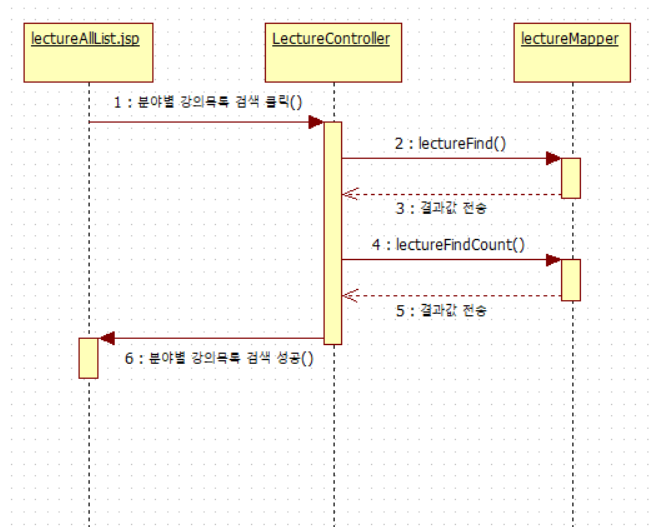 lectureAllList.jsp
LectureController
lectureMapper
1 : 분야별 강의목록 검색 클릭()
2 : lectureFind()
3 : 결과값 전송
4 : lectureFindCount()
5 : 결과값 전송
6 : 분야별 강의목록 검색 성공()